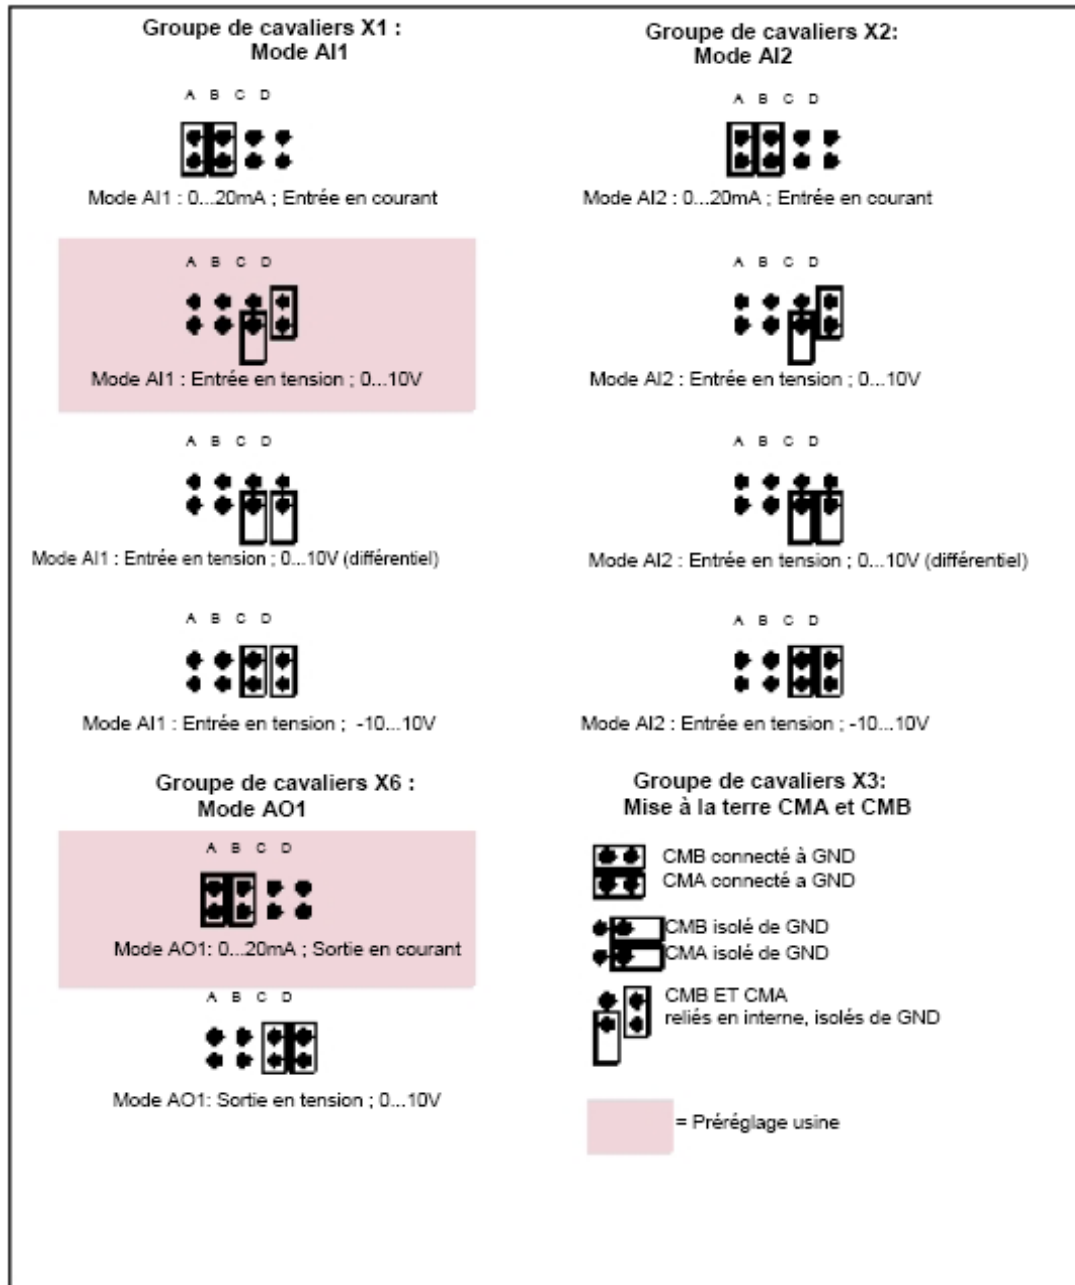 Groupe de cavaliers X1 :
Mode AI1
A B C D
Mode AI1 : 0...20mA ; Entrée en courant
A B C D
Mode AI1 : Entrée en tension ; 0...10V
A B C D
Mode AI1 : Entrée en tension ; 0...10V (différentiel)
A B C D
Mode AI1 : Entrée en tension ; -10...10V
Groupe de cavaliers X2:
Mode AI2
A B C D
Mode AI2 : 0...20mA ; Entrée en courant
A B C D
Mode AI2 : Entrée en tension ; 0...10V
A B C D
Mode AI2 : Entrée en tension ; 0...10V (différentiel)
A B C D
Mode AI2 : Entrée en tension ; -10...10V
Groupe de cavaliers X6 :
Mode AO1
A B C D
Mode AO1: 0...20mA ; Sortie en courant
A B C D
Mode AO1: Sortie en tension ; 0...10V
Groupe de cavaliers X3:
Mise à la terre CMA et CMB
CMB connecté à GND
CMA connecté a GND
CMB isolé de GND
CMA isolé de GND
CMB ET CMA
reliés en interne, isolés de GND
= Préréglage usine